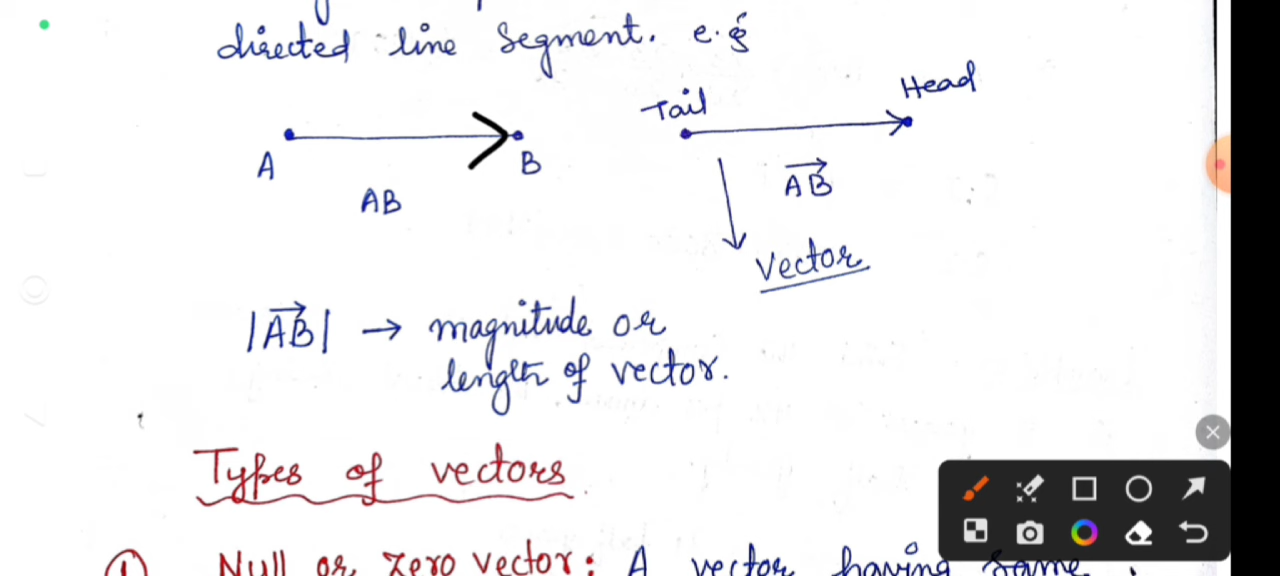 directed line segment. e.g
Tail
Head
A
B
AB
AB
Vector
|AB| → magnitude or
length of vector.
Types of vectors
① Null or zero vector: A vector having same